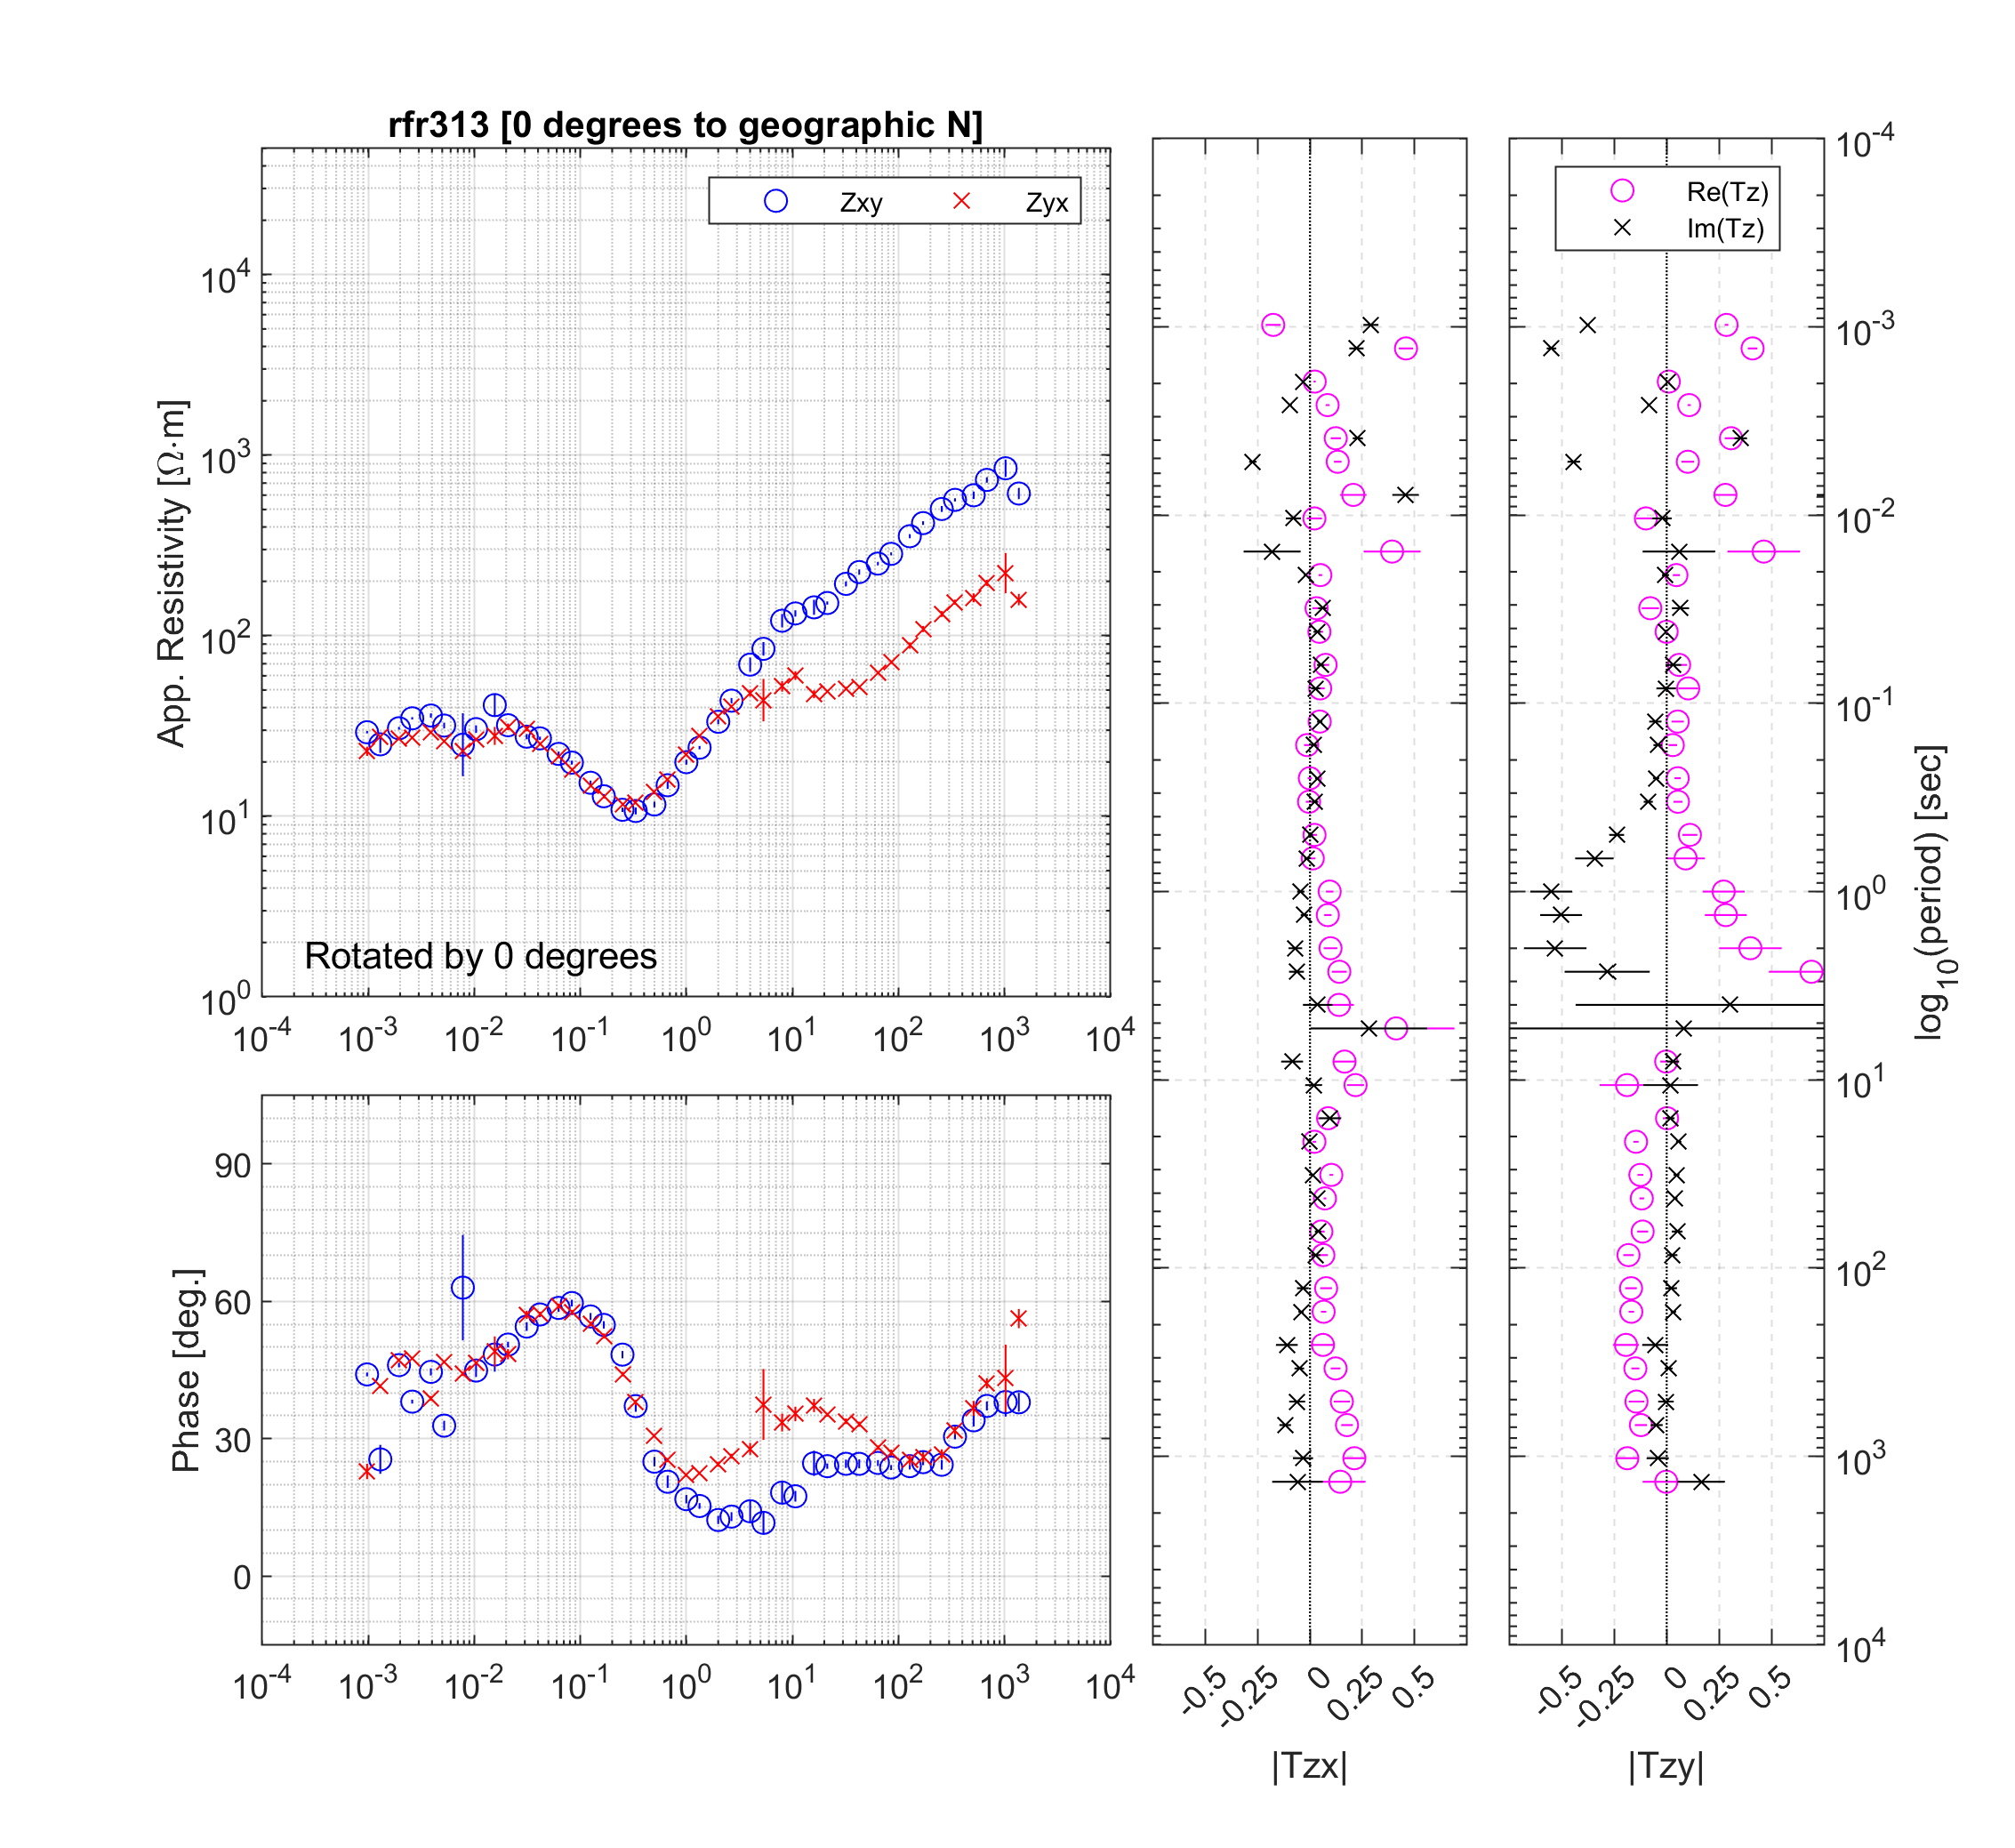 rfr313 [0 degrees to geographic N]
Zxy Zyx
App. Resistivity [Ω·m]
10^4
10^3
10^2
10^1
10^0
Rotated by 0 degrees
10^-4 10^-3 10^-2 10^-1 10^0 10^1 10^2 10^3 10^4
Phase [deg.]
90
60
30
0
10^-4 10^-3 10^-2 10^-1 10^0 10^1 10^2 10^3 10^4
-0.5 -0.25 0 0.25 0.5
|Tzx|
Re(Tz)
Im(Tz)
-0.5 -0.25 0 0.25 0.5
|Tzy|
10^-4
10^-3
10^-2
10^-1
10^0
10^1
10^2
10^3
10^4
log_10(period) [sec]